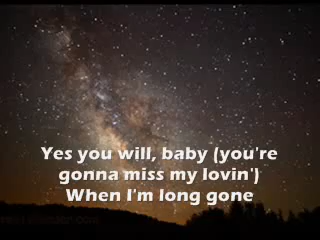 Yes you will, baby (you're
gonna miss my lovin')
When I'm long gone